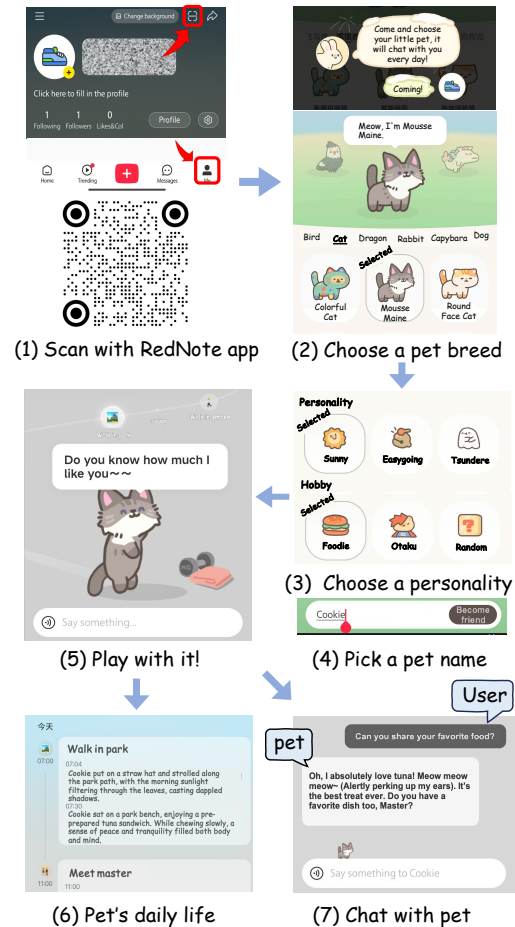 Change background
Click here to fill in the profile
1 1 0
Following Followers Likes&Col
Profile
Home Trending Messages Me
(1) Scan with RedNote app
Come and choose
your little pet, it
will chat with you
every day!
Coming!
Meow, I'm Mousse
Maine.
Bird Cat Dragon Rabbit Capybara Dog
Selected
Colorful
Cat
Mousse
Maine
Round
Face Cat
(2) Choose a pet breed
Personality
Selected
Sunny Easygoing Tsundere
Hobby
Selected
Foodie Otaku Random
(3) Choose a personality
Cookie
Become
friend
(4) Pick a pet name
Do you know how much I
like you~~
Say something...
(5) Play with it!
今天
07:00
Walk in park
07:04
Cookie put on a straw hat and strolled along
the park path, with the morning sunlight
filtering through the leaves, casting dappled
shadows.
07:30
Cookie sat on a park bench, enjoying a pre-
prepared tuna sandwich. While chewing slowly, a
sense of peace and tranquility filled both body
and mind.
Meet master
11:00
11:00
(6) Pet's daily life
User
Can you share your favorite food?
pet
Oh, I absolutely love tuna! Meow meow
meow~ (Alertly perking up my ears). It's
the best treat ever. Do you have a
favorite dish too, Master?
Say something to Cookie
(7) Chat with pet